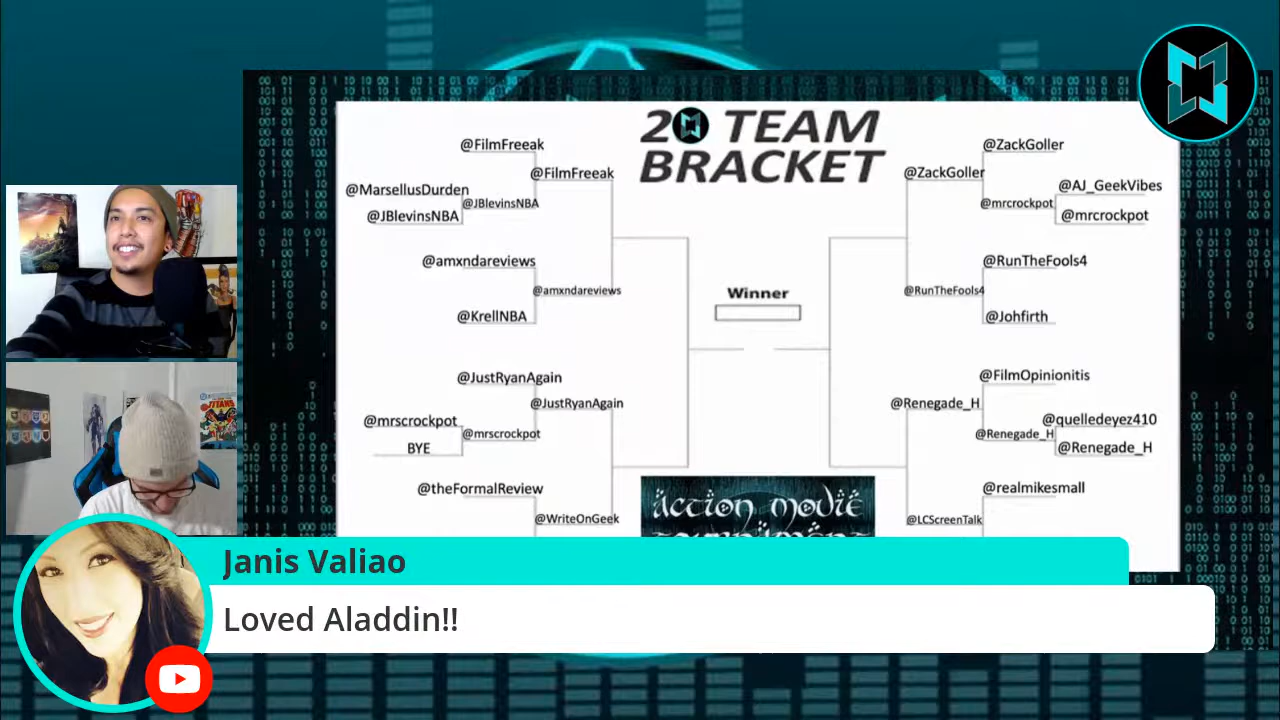 2 TEAM
BRACKET
@FilmFreeak
@FilmFreeak
@MarsellusDurden
@JBlevinsNBA
@JBlevinsNBA
@amxndareviews
@amxndareviews
@KrellNBA
@JustRyanAgain
@JustRyanAgain
@mrscrockpot
@mrscrockpot
BYE
@theFormalReview
@WriteOnGeek
Winner
@ZackGoller
@ZackGoller
@AJ_GeekVibes
@mrcrockpot
@mrcrockpot
@RunTheFools4
@RunTheFools4
@Johfirth
@FilmOpinionitis
@Renegade_H
@quelledeyez410
@Renegade_H
@Renegade_H
@realmikesmall
@LCScreenTalk
action movie
Janis Valiao
Loved Aladdin!!